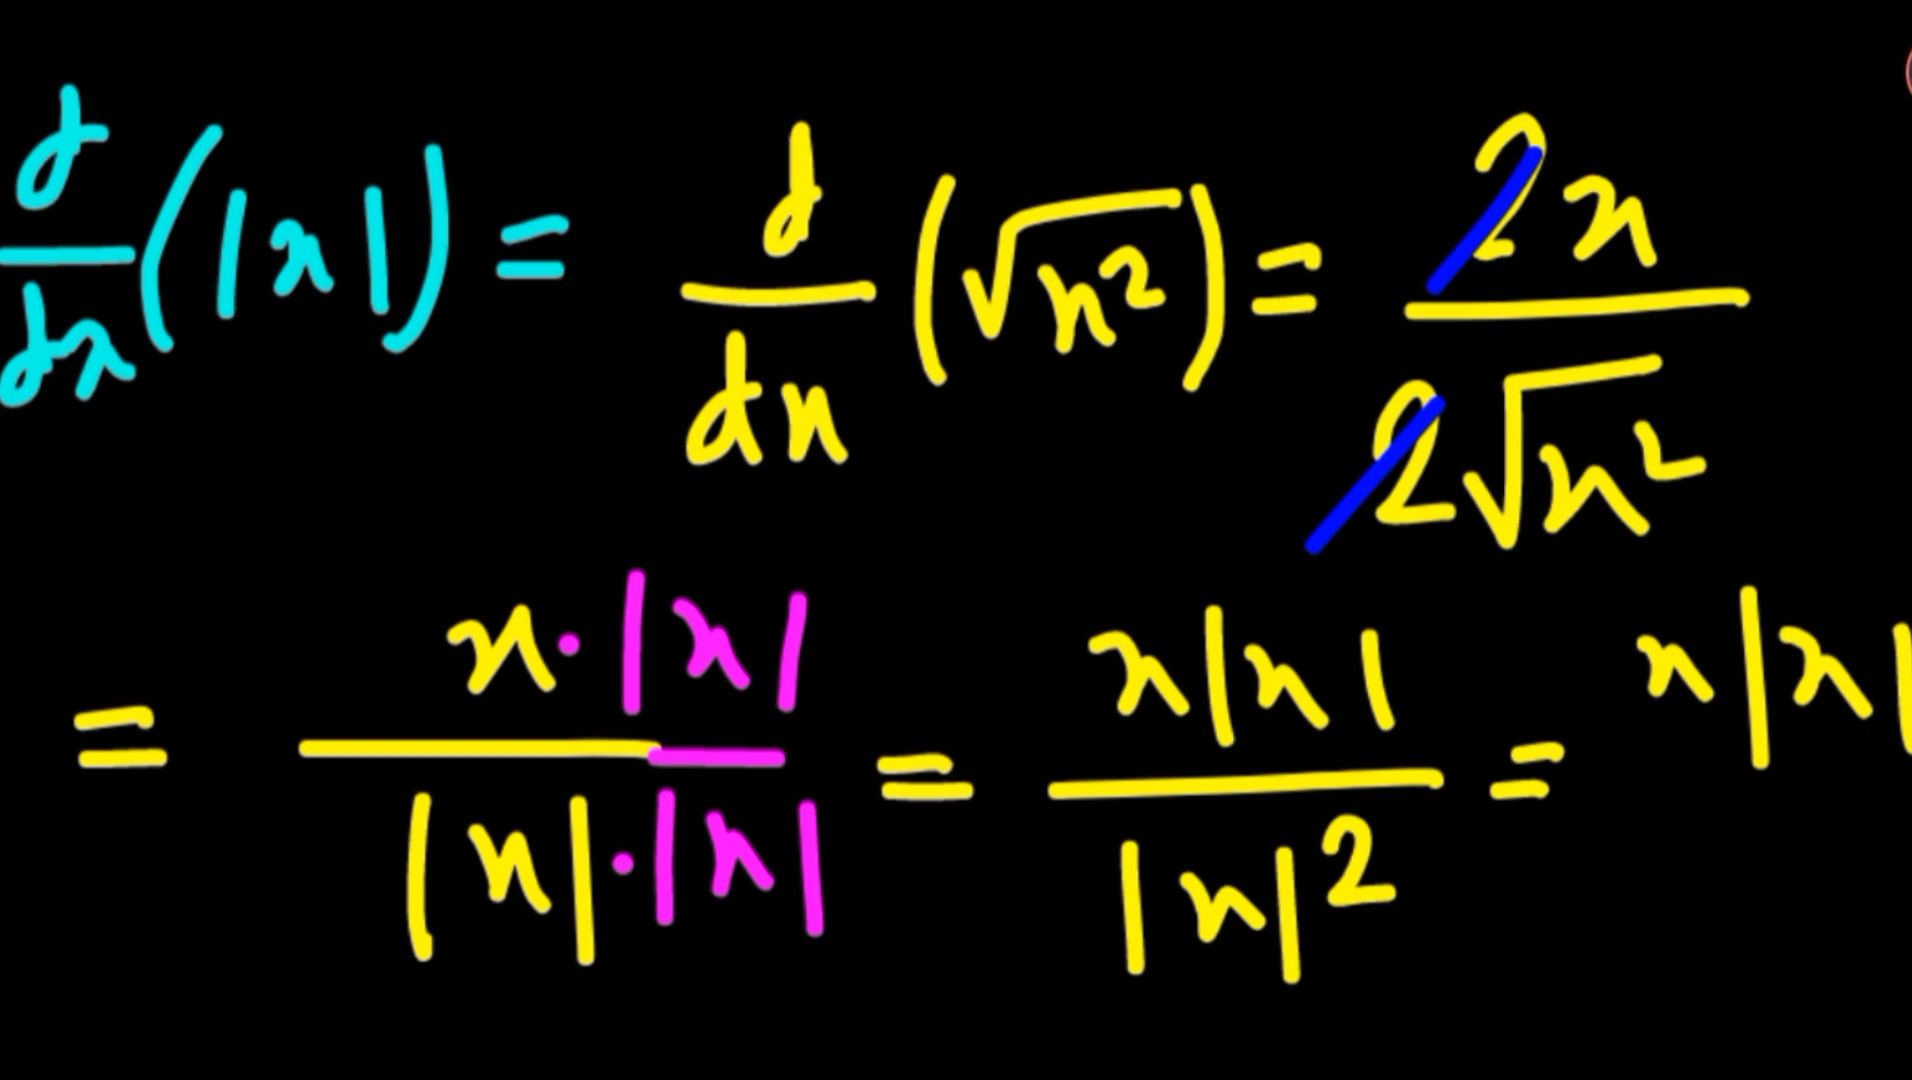 d/dx (|x|) = d/dx (√x²) = 2x / 2√x²
= x·|x| / |x|·|x| = x|x| / |x|² = x|x|